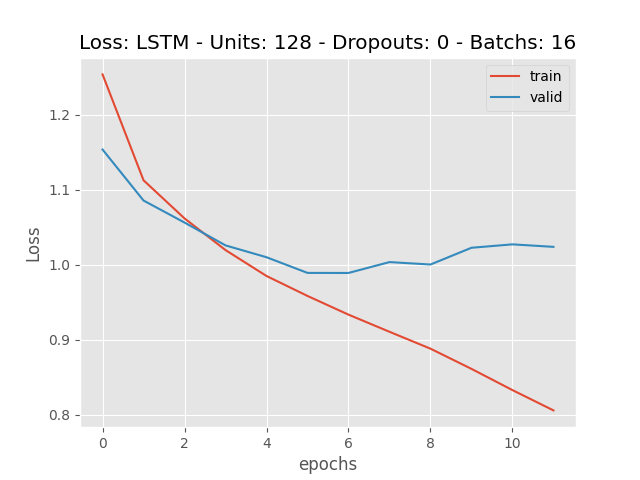 Loss: LSTM - Units: 128 - Dropouts: 0 - Batchs: 16
train
valid
Loss
1.2
1.1
1.0
0.9
0.8
0 2 4 6 8 10
epochs